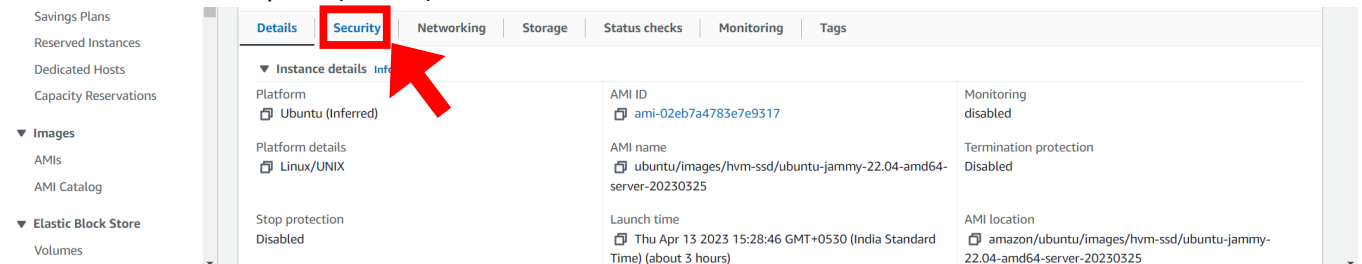 Savings Plans
Reserved Instances
Dedicated Hosts
Capacity Reservations
Images
AMIs
AMI Catalog
Elastic Block Store
Volumes
Details Security Networking Storage Status checks Monitoring Tags
Instance details
Platform
Ubuntu (Inferred)
AMI ID
ami-02eb7a4783e7e9317
Monitoring
disabled
Platform details
Linux/UNIX
AMI name
ubuntu/images/hvm-ssd/ubuntu-jammy-22.04-amd64-
server-20230325
Termination protection
Disabled
Stop protection
Disabled
Launch time
Thu Apr 13 2023 15:28:46 GMT+0530 (India Standard
Time) (about 3 hours)
AMI location
amazon/ubuntu/images/hvm-ssd/ubuntu-jammy-
22.04-amd64-server-20230325